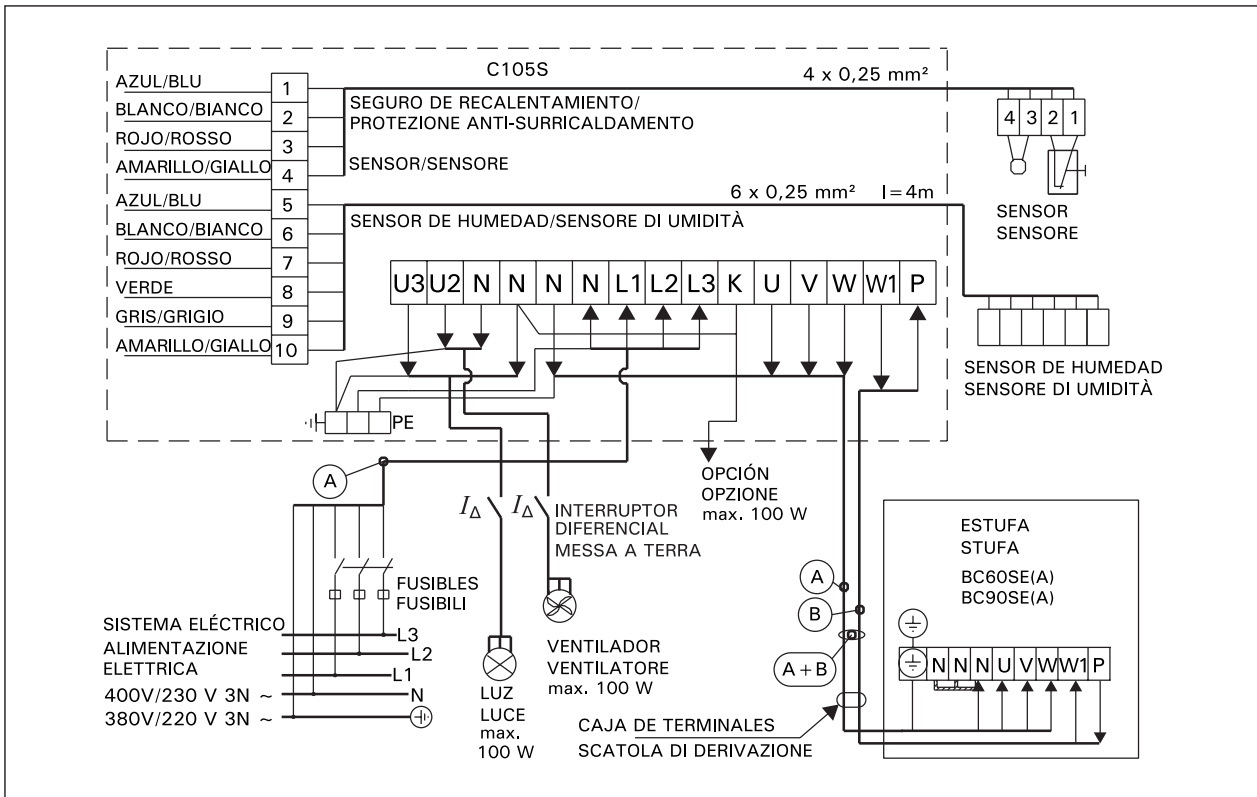 C105S
4 x 0,25 mm²
AZUL/BLU 1
BLANCO/BIANCO 2
ROJO/ROSSO 3
AMARILLO/GIALLO 4
AZUL/BLU 5
BLANCO/BIANCO 6
ROJO/ROSSO 7
VERDE 8
GRIS/GRIGIO 9
AMARILLO/GIALLO 10
SEGURO DE RECALENTAMIENTO/
PROTEZIONE ANTI-SURRICALDAMENTO
SENSOR/SENSORE
4 3 2 1
SENSOR
SENSORE
6 x 0,25 mm² l=4m
SENSOR DE HUMEDAD/SENSORE DI UMIDITÀ
U3 U2 N N N N L1 L2 L3 K U V W W1 P
SENSOR DE HUMEDAD
SENSORE DI UMIDITÀ
PE
A
OPCIÓN
OPZIONE
max. 100 W
I∆ I∆
INTERRUPTOR
DIFERENCIAL
MESSA A TERRA
FUSIBLES
FUSIBILI
SISTEMA ELÉCTRICO
ALIMENTAZIONE
ELETTRICA
400V/230 V 3N ~
380V/220 V 3N ~
L3
L2
L1
N
LUZ
LUCE
max.
100 W
VENTILADOR
VENTILATORE
max. 100 W
A
B
A+B
CAJA DE TERMINALES
SCATOLA DI DERIVAZIONE
ESTUFA
STUFA
BC60SE(A)
BC90SE(A)
N N N U V W W1 P